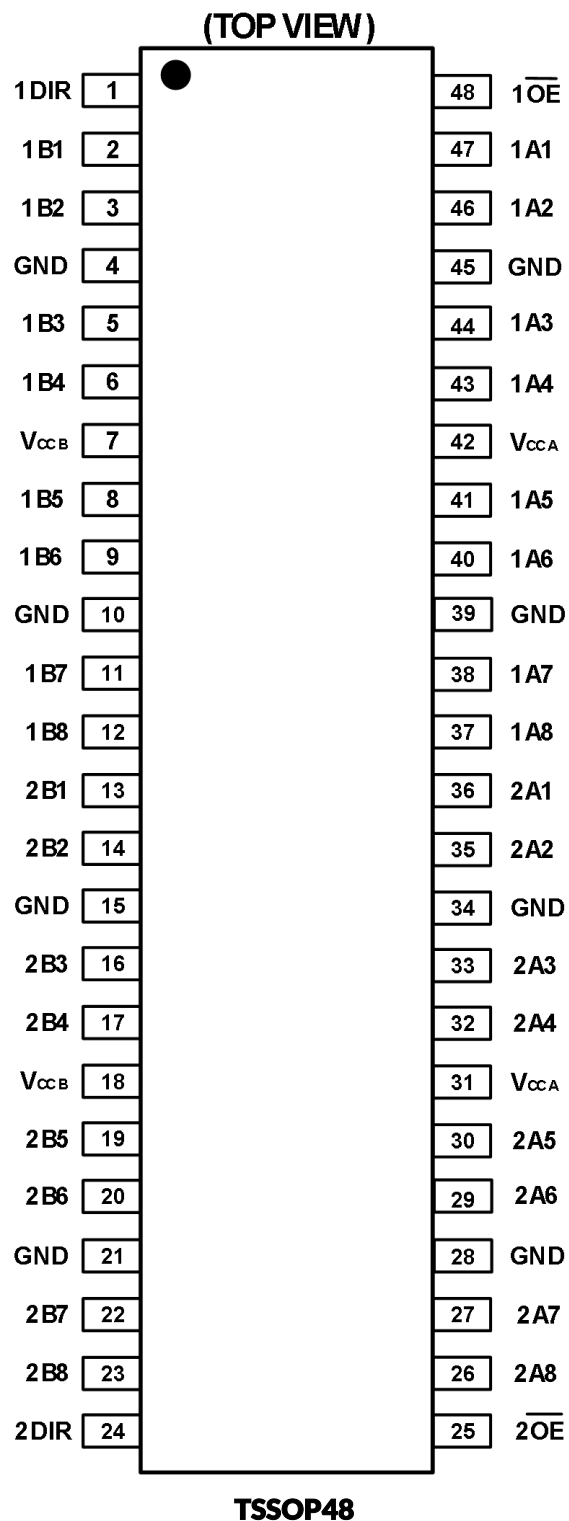 (TOP VIEW)
1DIR 1 48 1O̅E̅
1B1 2 47 1A1
1B2 3 46 1A2
GND 4 45 GND
1B3 5 44 1A3
1B4 6 43 1A4
VCCB 7 42 VCCA
1B5 8 41 1A5
1B6 9 40 1A6
GND 10 39 GND
1B7 11 38 1A7
1B8 12 37 1A8
2B1 13 36 2A1
2B2 14 35 2A2
GND 15 34 GND
2B3 16 33 2A3
2B4 17 32 2A4
VCCB 18 31 VCCA
2B5 19 30 2A5
2B6 20 29 2A6
GND 21 28 GND
2B7 22 27 2A7
2B8 23 26 2A8
2DIR 24 25 2O̅E̅
TSSOP48